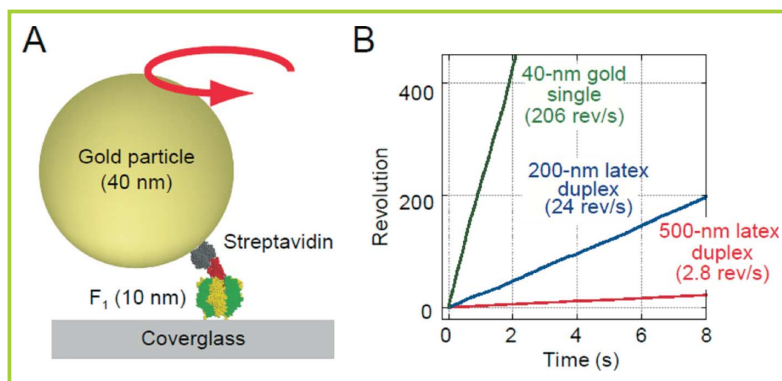 A
Gold particle
(40 nm)
Streptavidin
F1 (10 nm)
Coverglass
B
Revolution
400
200
0
40-nm gold
single
(206 rev/s)
200-nm latex
duplex
(24 rev/s)
500-nm latex
duplex
(2.8 rev/s)
0 2 4 6 8
Time (s)